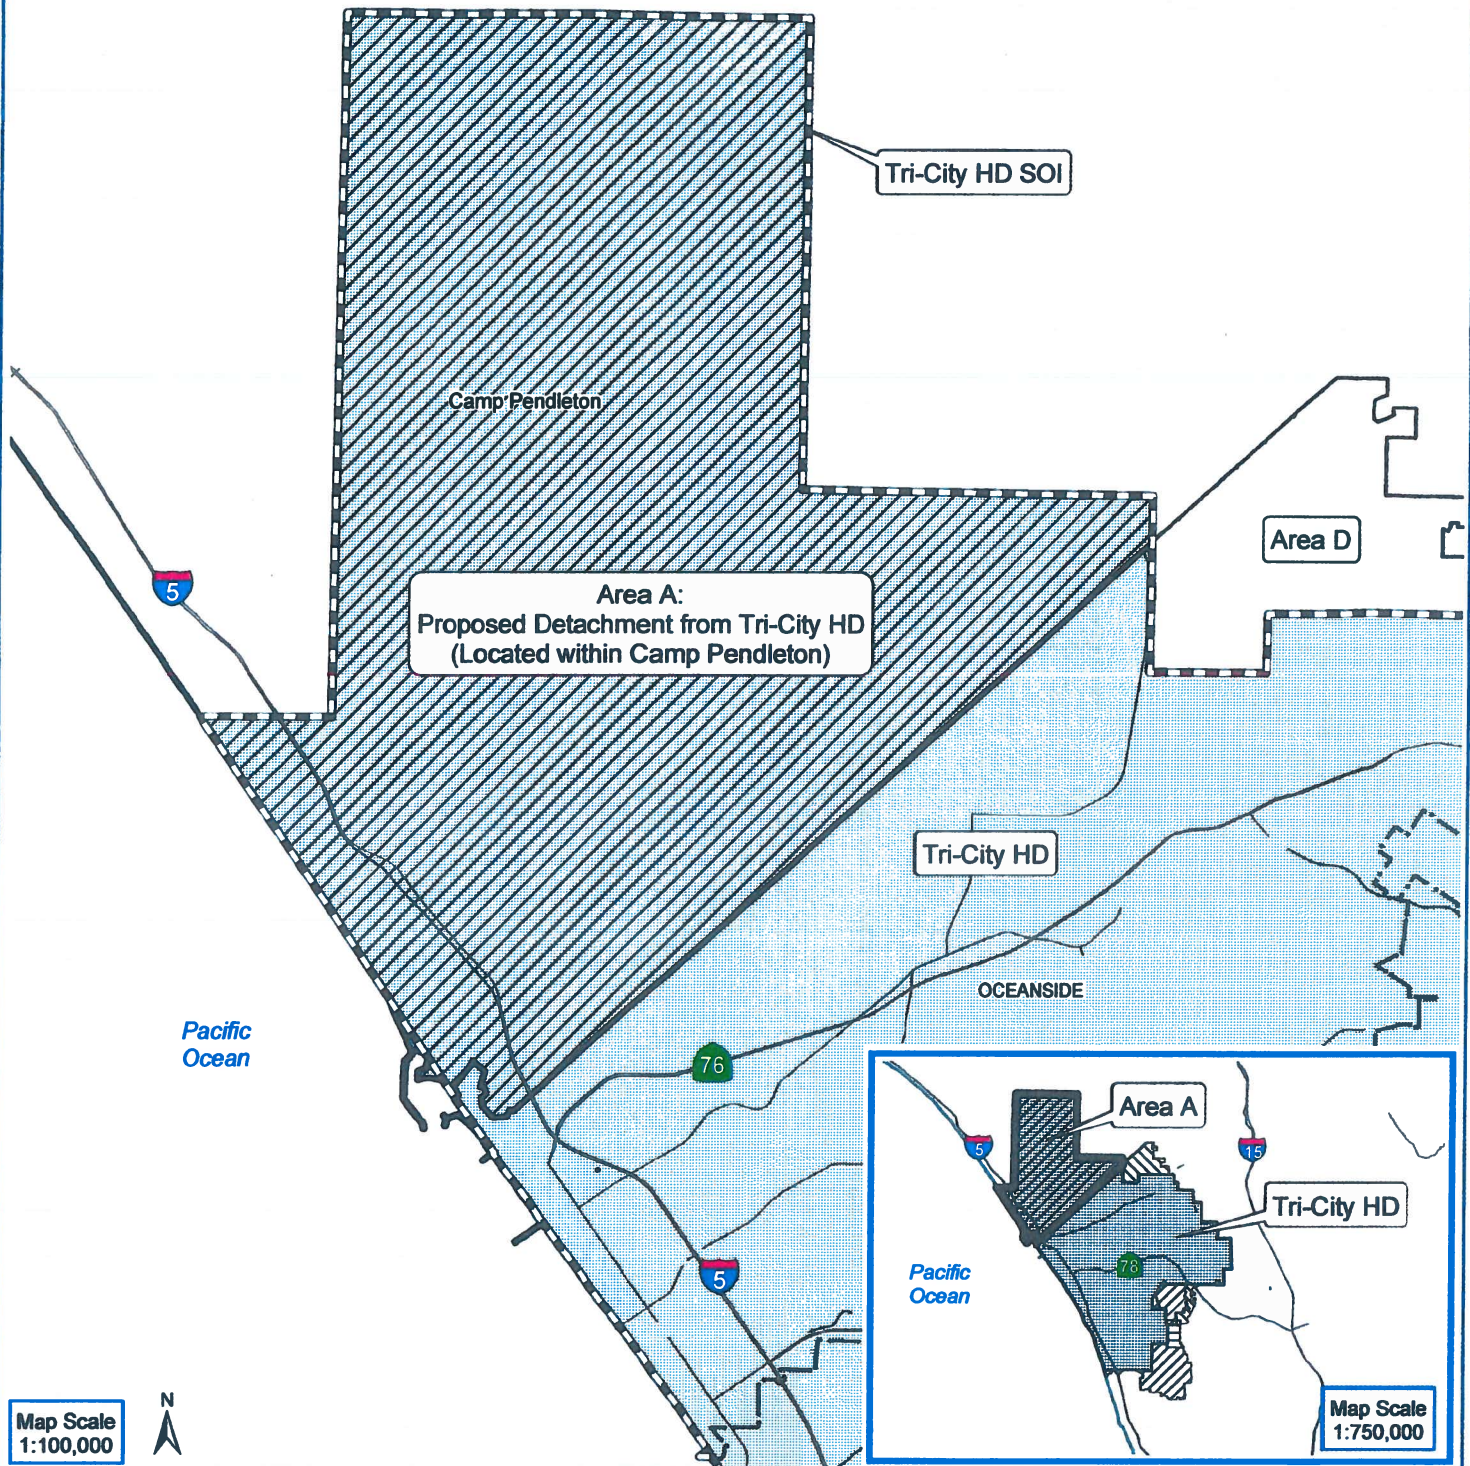 Tri-City HD SOI
Camp Pendleton
Area D
5
Area A:
Proposed Detachment from Tri-City HD
(Located within Camp Pendleton)
Tri-City HD
OCEANSIDE
Pacific
Ocean
76
5
Area A
5
15
Tri-City HD
78
Pacific
Ocean
Map Scale
1:750,000
N
Map Scale
1:100,000